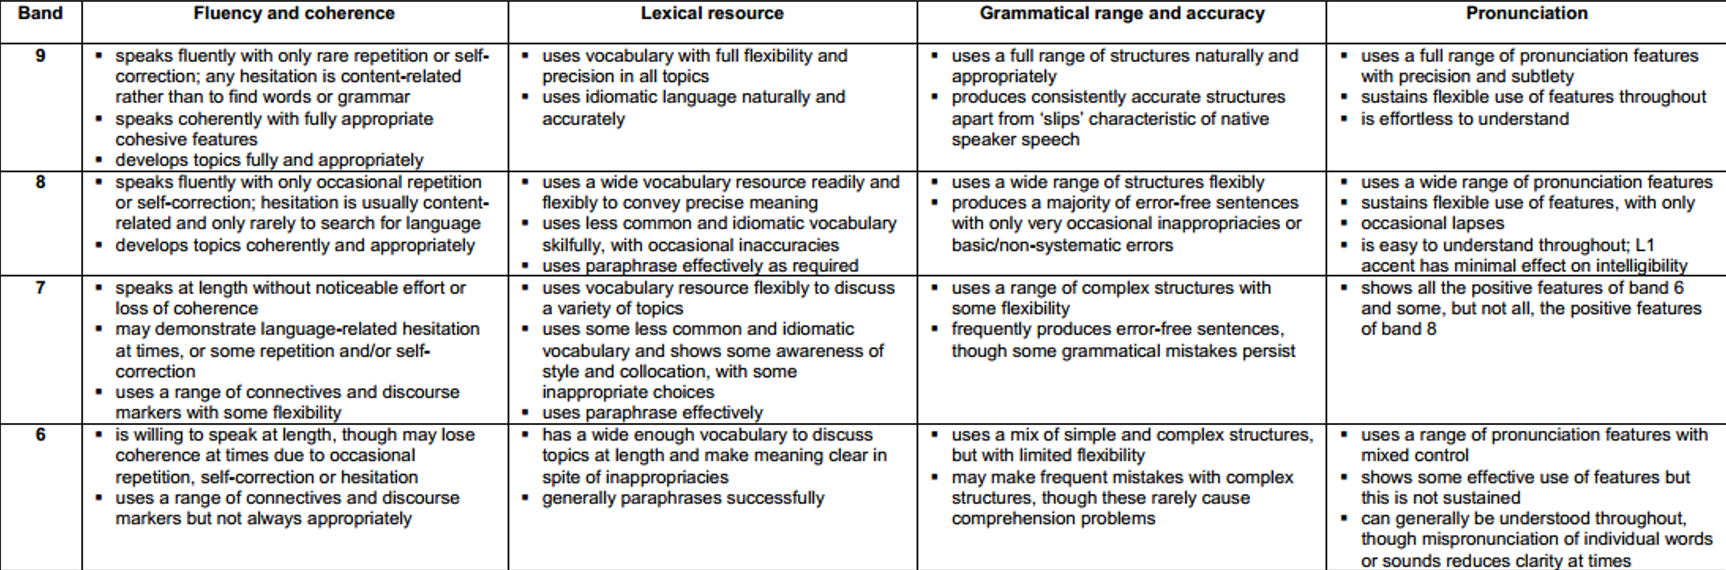 Band
Fluency and coherence
Lexical resource
Grammatical range and accuracy
Pronunciation
9
▪ speaks fluently with only rare repetition or self-
correction; any hesitation is content-related
rather than to find words or grammar
▪ speaks coherently with fully appropriate
cohesive features
▪ develops topics fully and appropriately
▪ uses vocabulary with full flexibility and
precision in all topics
▪ uses idiomatic language naturally and
accurately
▪ uses a full range of structures naturally and
appropriately
▪ produces consistently accurate structures
apart from ‘slips’ characteristic of native
speaker speech
▪ uses a full range of pronunciation features
with precision and subtlety
▪ sustains flexible use of features throughout
▪ is effortless to understand
8
▪ speaks fluently with only occasional repetition
or self-correction; hesitation is usually content-
related and only rarely to search for language
▪ develops topics coherently and appropriately
▪ uses a wide vocabulary resource readily and
flexibly to convey precise meaning
▪ uses less common and idiomatic vocabulary
skilfully, with occasional inaccuracies
▪ uses paraphrase effectively as required
▪ uses a wide range of structures flexibly
▪ produces a majority of error-free sentences
with only very occasional inappropriacies or
basic/non-systematic errors
▪ uses a wide range of pronunciation features
▪ sustains flexible use of features, with only
▪ occasional lapses
▪ is easy to understand throughout; L1
accent has minimal effect on intelligibility
7
▪ speaks at length without noticeable effort or
loss of coherence
▪ may demonstrate language-related hesitation
at times, or some repetition and/or self-
correction
▪ uses a range of connectives and discourse
markers with some flexibility
▪ uses vocabulary resource flexibly to discuss
a variety of topics
▪ uses some less common and idiomatic
vocabulary and shows some awareness of
style and collocation, with some
inappropriate choices
▪ uses paraphrase effectively
▪ uses a range of complex structures with
some flexibility
▪ frequently produces error-free sentences,
though some grammatical mistakes persist
▪ shows all the positive features of band 6
and some, but not all, the positive features
of band 8
6
▪ is willing to speak at length, though may lose
coherence at times due to occasional
repetition, self-correction or hesitation
▪ uses a range of connectives and discourse
markers but not always appropriately
▪ has a wide enough vocabulary to discuss
topics at length and make meaning clear in
spite of inappropriacies
▪ generally paraphrases successfully
▪ uses a mix of simple and complex structures,
but with limited flexibility
▪ may make frequent mistakes with complex
structures, though these rarely cause
comprehension problems
▪ uses a range of pronunciation features with
mixed control
▪ shows some effective use of features but
this is not sustained
▪ can generally be understood throughout,
though mispronunciation of individual words
or sounds reduces clarity at times